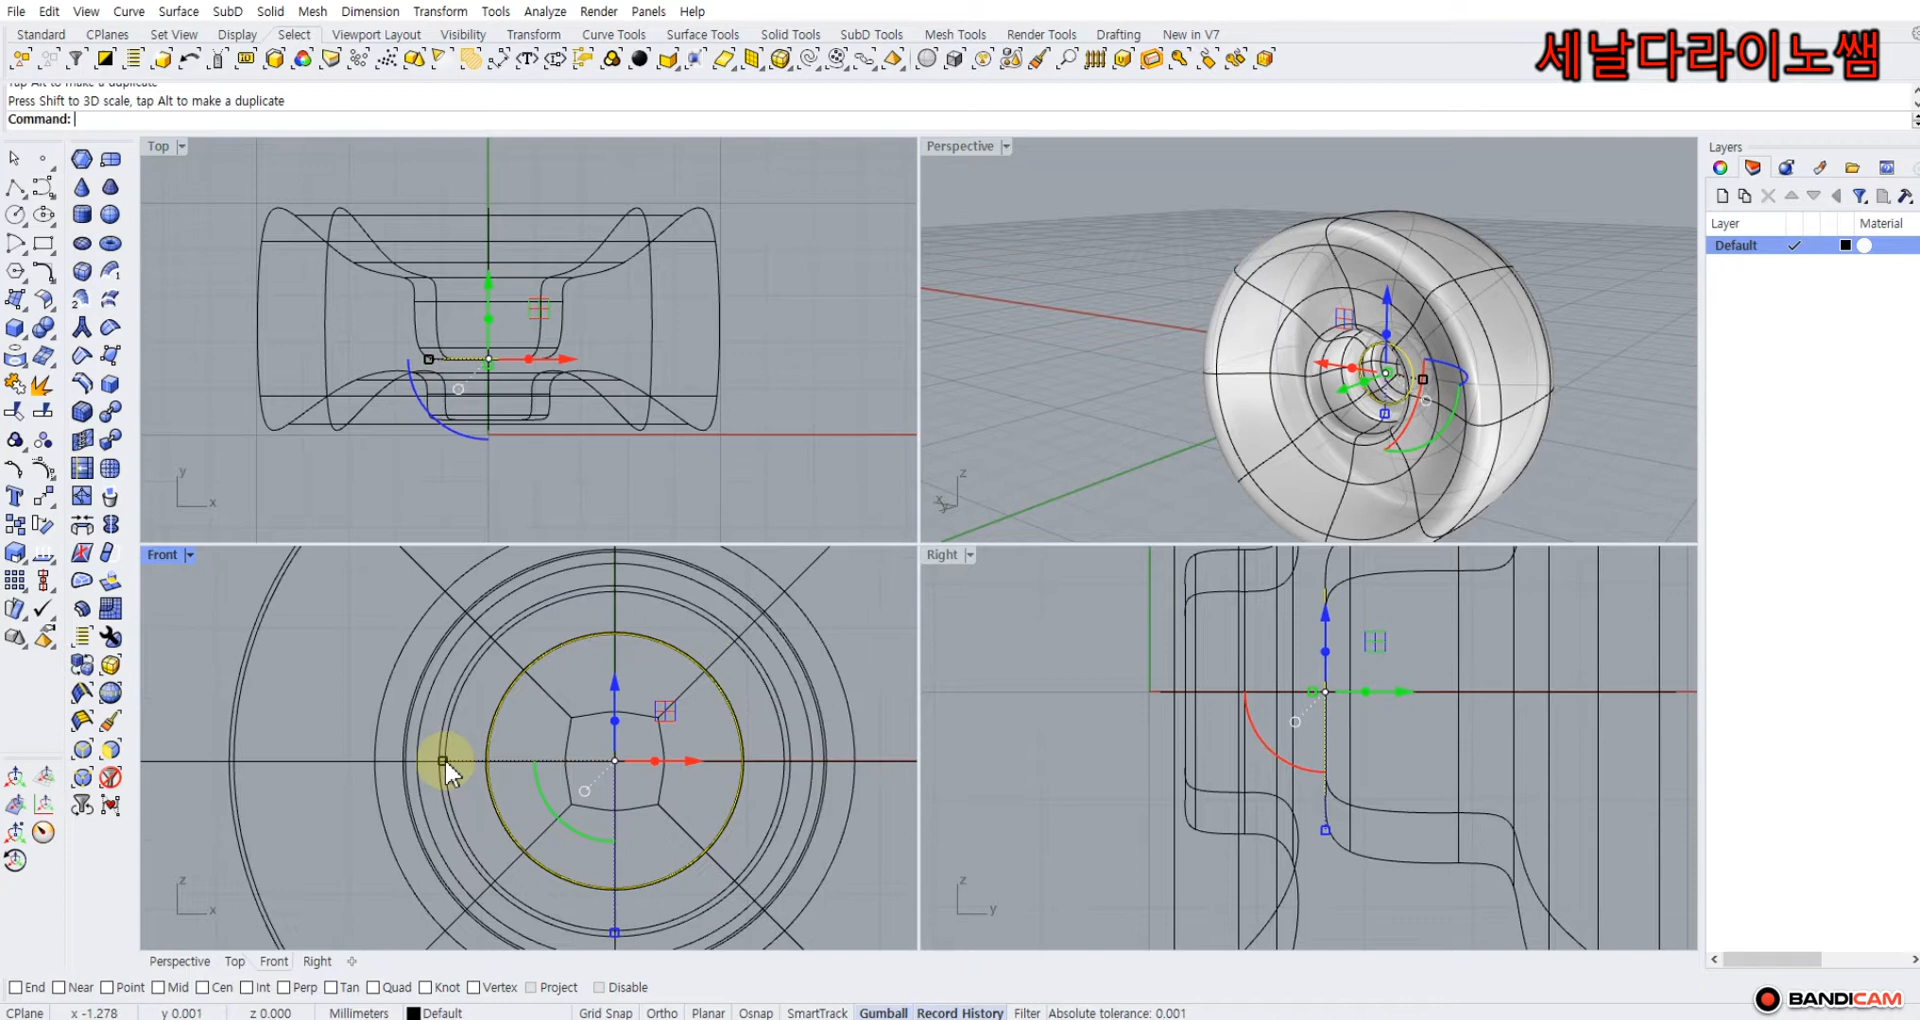 File Edit View Curve Surface SubD Solid Mesh Dimension Transform Tools Analyze Render Panels Help
Standard CPlanes Set View Display Select Viewport Layout Visibility Transform Curve Tools Surface Tools Solid Tools SubD Tools Mesh Tools Render Tools Drafting New in V7
세날다라이노쌤
Tap Alt to make a duplicate
Press Shift to 3D scale, tap Alt to make a duplicate
Command:
Top
Perspective
Layers
Layer Material
Default
y
x
z
x
y
Front
Right
z
x
z
y
Perspective Top Front Right
End Near Point Mid Cen Int Perp Tan Quad Knot Vertex Project Disable
CPlane x -1.278 y 0.001 z 0.000 Millimeters Default Grid Snap Ortho Planar Osnap SmartTrack Gumball Record History Filter Absolute tolerance: 0.001
BANDICAM